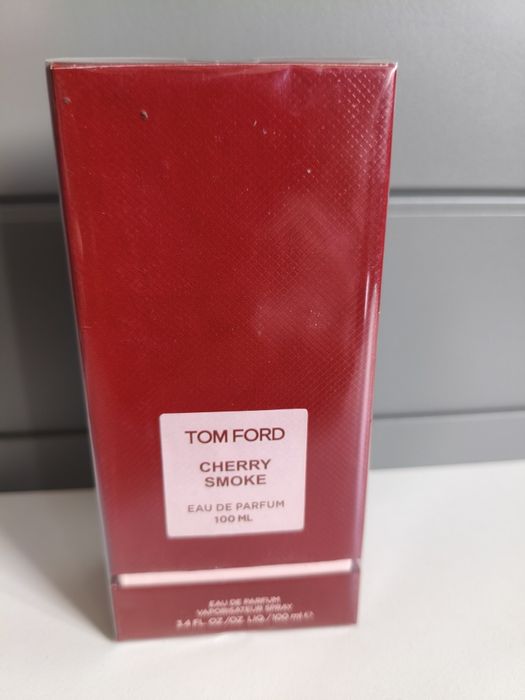 TOM FORD
CHERRY
SMOKE
EAU DE PARFUM
100 ML
EAU DE PARFUM
VAPORISATEUR SPRAY
3.4 FL. OZ/OZ. LIQ/100 ml ℮